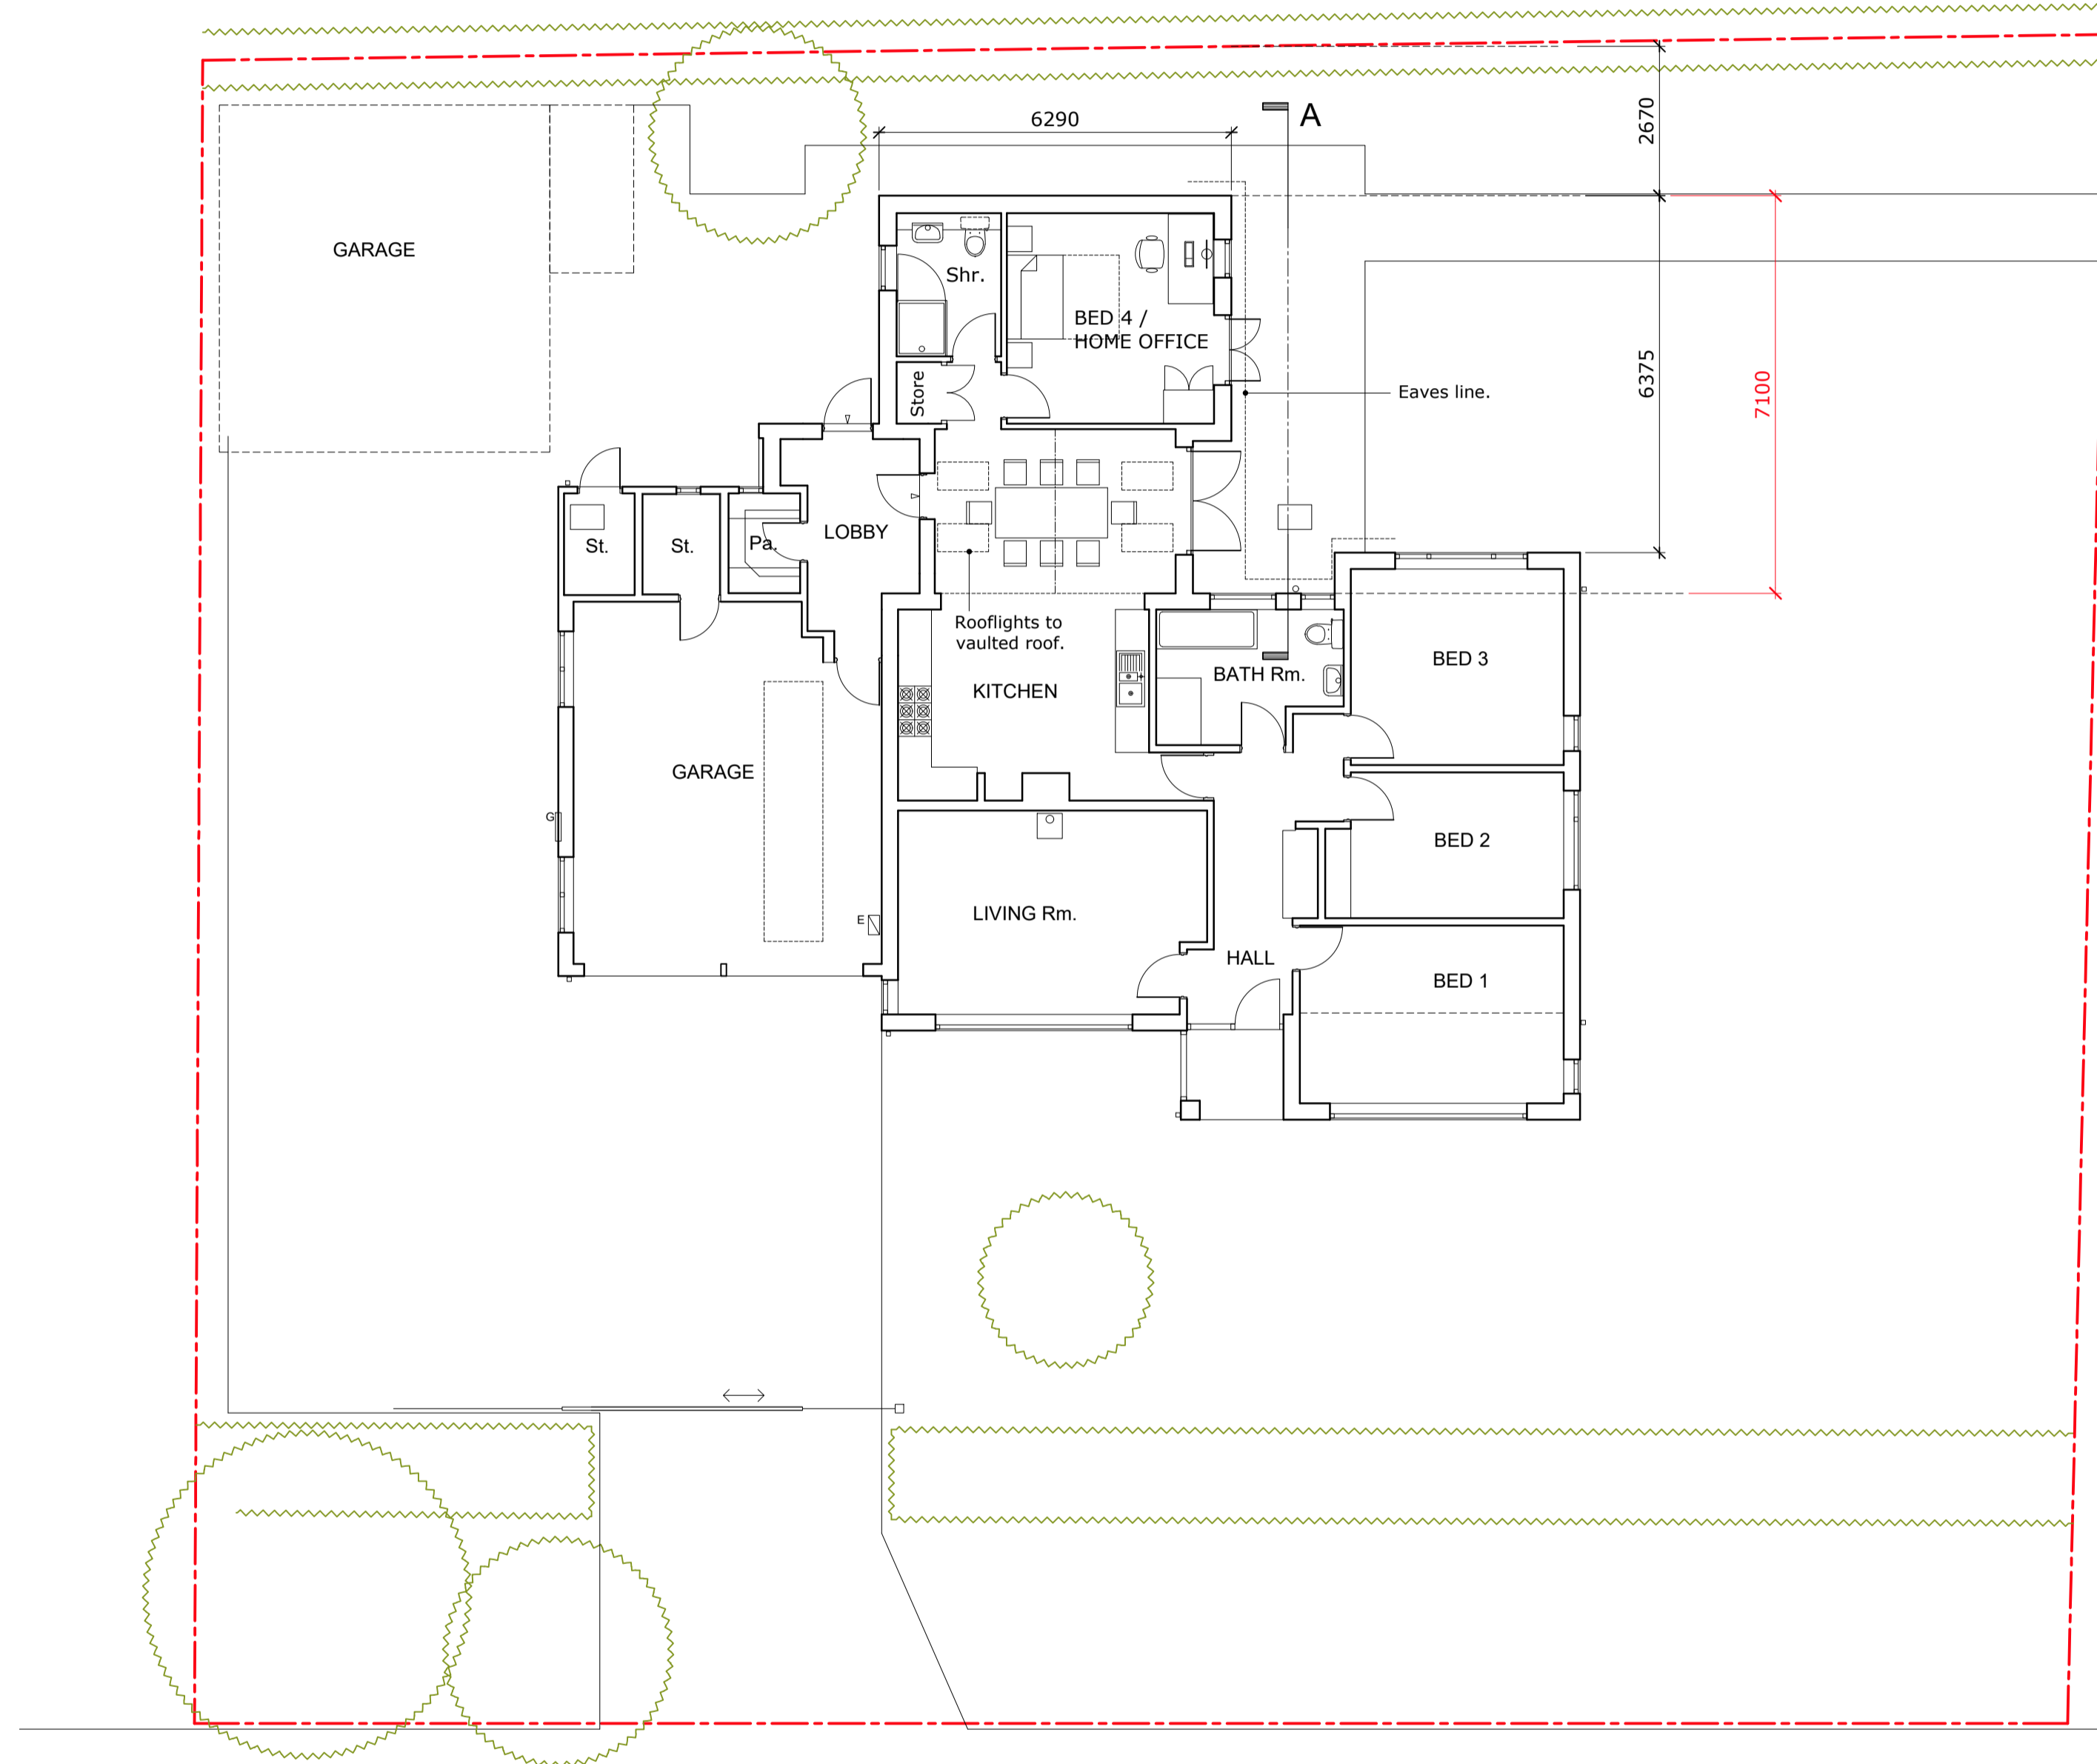 6290
A
2670
GARAGE
Shr.
BED 4 /
HOME OFFICE
Store
Eaves line.
6375
7100
St.
St.
Pa.
LOBBY
Rooflights to
vaulted roof.
KITCHEN
BATH Rm.
BED 3
GARAGE
G
BED 2
E
LIVING Rm.
HALL
BED 1